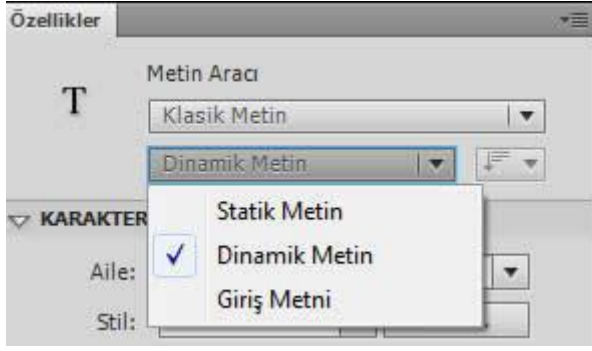 Özellikler
T
Metin Aracı
Klasik Metin
Dinamik Metin
Statik Metin
KARAKTER
Dinamik Metin
Aile:
Giriş Metni
Stil: